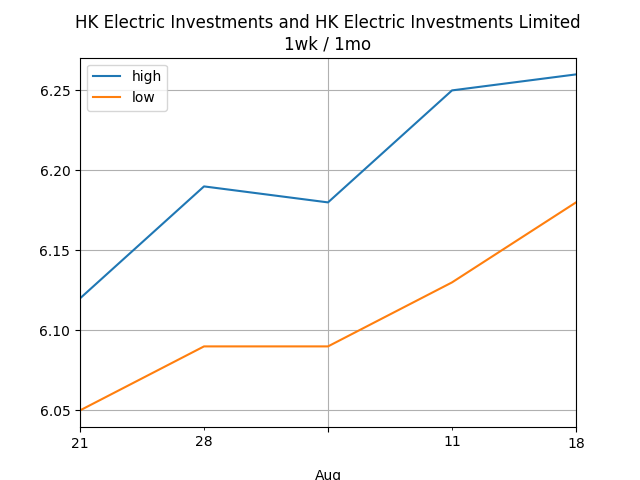 HK Electric Investments and HK Electric Investments Limited
1wk / 1mo
high
low
6.25
6.20
6.15
6.10
6.05
21
28
11
18
Aug